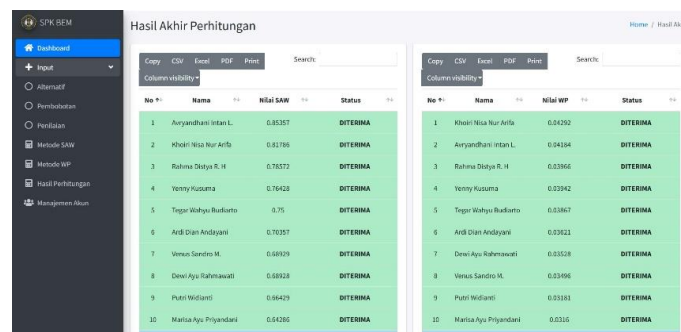 SPK BEM
Hasil Akhir Perhitungan
Home / Hasil Ak
Dashboard
Input
Alternatif
Pembobotan
Penilaian
Metode SAW
Metode WP
Hasil Perhitungan
Manajemen Akun
Copy CSV Excel PDF Print Search:
Column visibility
No Nama Nilai SAW Status
1 Avryandhani Intan L. 0.85357 DITERIMA
2 Khoiri Nisa Nur Arifa 0.81786 DITERIMA
3 Rahma Distya R. H 0.78572 DITERIMA
4 Yenny Kusuma 0.76428 DITERIMA
5 Tegar Wahyu Budiarto 0.75 DITERIMA
6 Ardi Dian Andayani 0.70357 DITERIMA
7 Venus Sandro M. 0.68929 DITERIMA
8 Dewi Ayu Rahmawati 0.68928 DITERIMA
9 Putri Widianti 0.66429 DITERIMA
10 Marisa Ayu Priyandani 0.64286 DITERIMA
Copy CSV Excel PDF Print Search:
Column visibility
No Nama Nilai WP Status
1 Khoiri Nisa Nur Arifa 0.04292 DITERIMA
2 Avryandhani Intan L. 0.04184 DITERIMA
3 Rahma Distya R. H 0.03966 DITERIMA
4 Yenny Kusuma 0.03942 DITERIMA
5 Tegar Wahyu Budiarto 0.03867 DITERIMA
6 Ardi Dian Andayani 0.03621 DITERIMA
7 Dewi Ayu Rahmawati 0.03528 DITERIMA
8 Venus Sandro M. 0.03496 DITERIMA
9 Putri Widianti 0.03181 DITERIMA
10 Marisa Ayu Priyandani 0.0316 DITERIMA